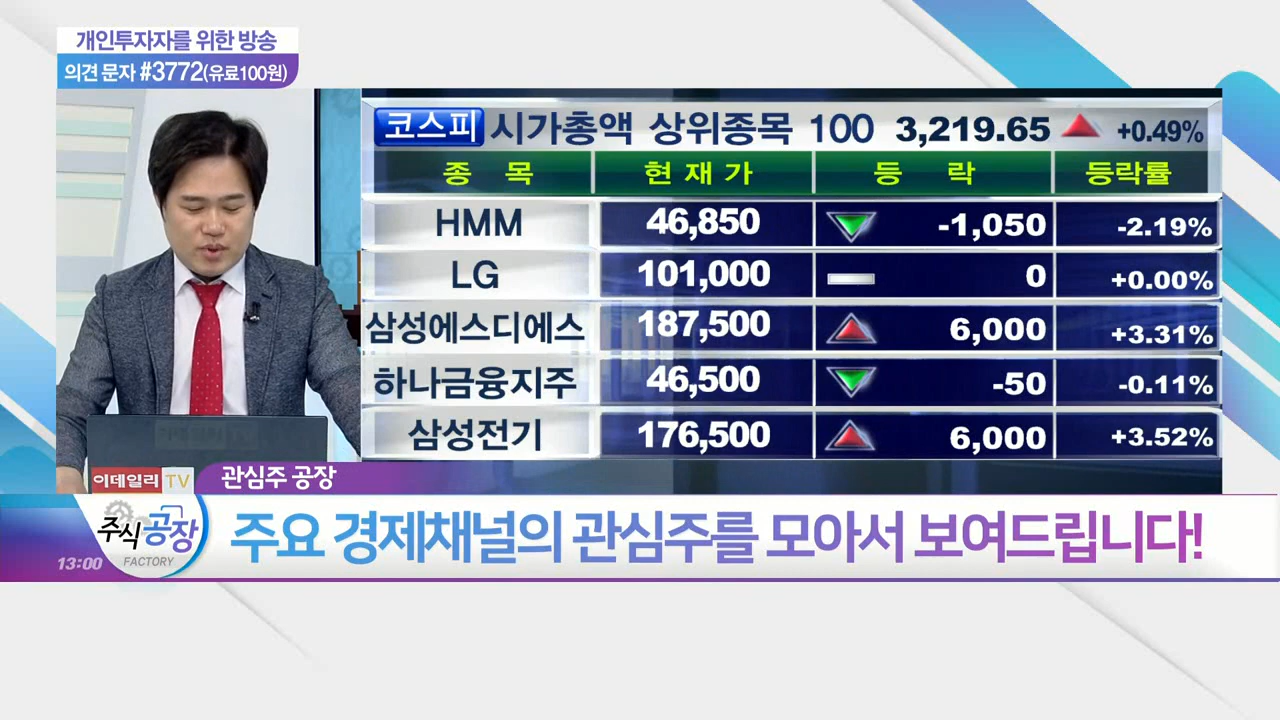 개인투자자를 위한 방송
의견 문자 #3772(유료100원)
코스피 시가총액 상위종목 100 3,219.65 +0.49%
종 목 현 재 가 등 락 등락률
HMM 46,850 -1,050 -2.19%
LG 101,000 0 +0.00%
삼성에스디에스 187,500 6,000 +3.31%
하나금융지주 46,500 -50 -0.11%
삼성전기 176,500 6,000 +3.52%
이데일리 TV 관심주 공장
주식공장
FACTORY
주요 경제채널의 관심주를 모아서 보여드립니다!
13:00